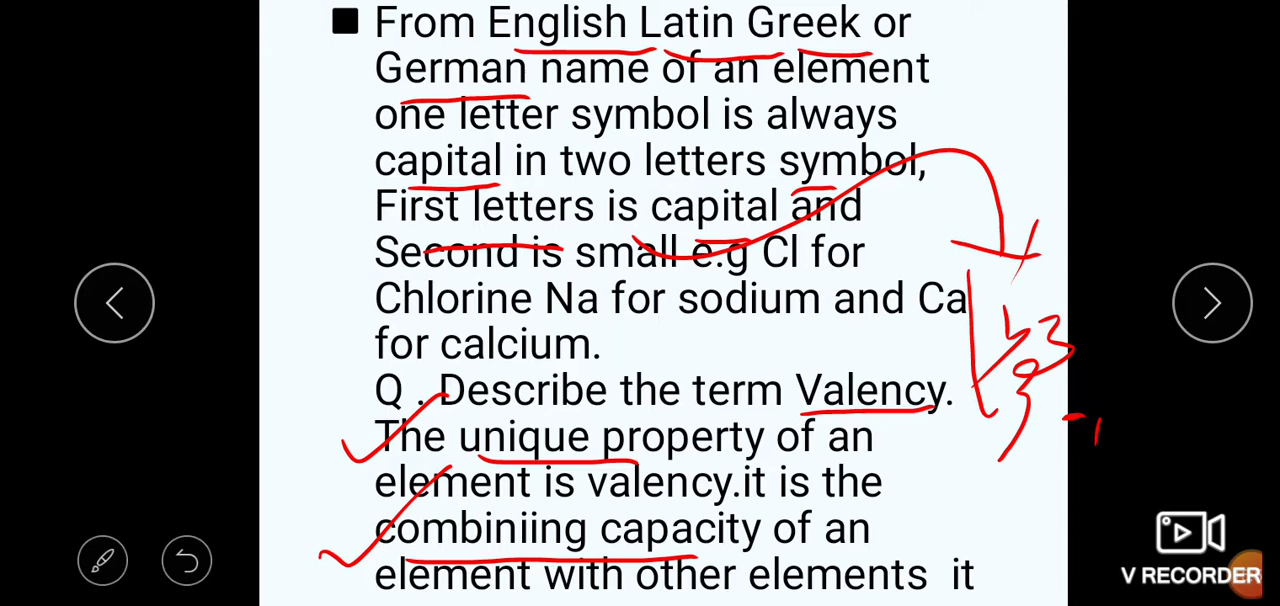 From English Latin Greek or
German name of an element
one letter symbol is always
capital in two letters symbol,
First letters is capital and
Second is small e.g Cl for
Chlorine Na for sodium and Ca
for calcium.
Q . Describe the term Valency.
The unique property of an
element is valency.it is the
combiniing capacity of an
element with other elements it
V RECORDER